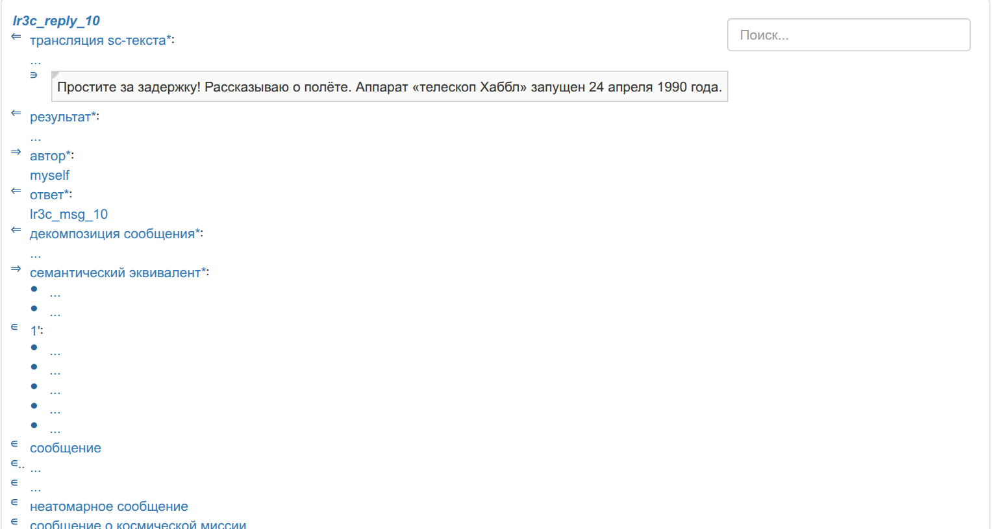 lr3c_reply_10
Поиск...
⇐ трансляция sc-текста*:
...
∋ Простите за задержку! Рассказываю о полёте. Аппарат «телескоп Хаббл» запущен 24 апреля 1990 года.
⇐ результат*:
...
⇒ автор*:
myself
⇐ ответ*:
lr3c_msg_10
⇐ декомпозиция сообщения*:
...
⇒ семантический эквивалент*:
● ...
● ...
∈ 1':
● ...
● ...
● ...
● ...
● ...
∈ сообщение
∈.. ...
∈ ...
∈ неатомарное сообщение
∈ сообщение о космической миссии